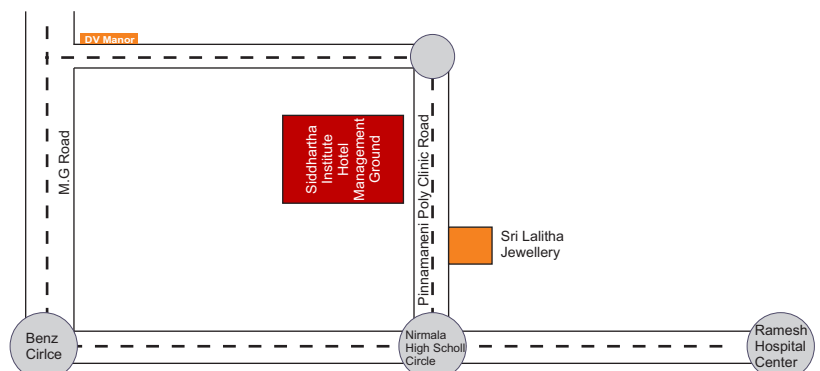 DV Manor
M.G Road
Siddhartha
Institute
Hotel
Management
Ground
Pinnamaneni Poly Clinic Road
Sri Lalitha
Jewellery
Benz
Cirlce
Nirmala
High Scholl
Circle
Ramesh
Hospital
Center